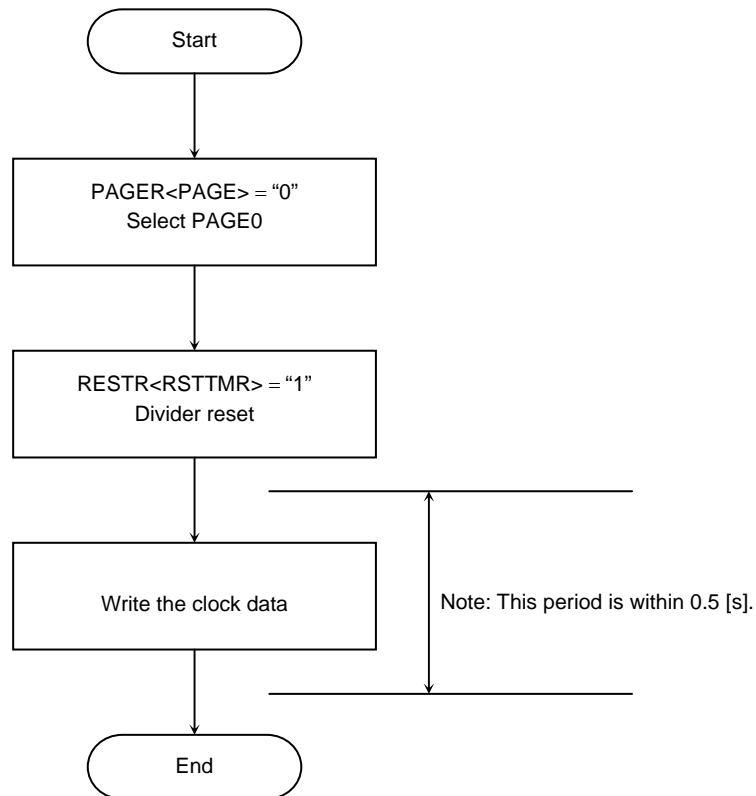 Start
PAGER<PAGE> = “0”
Select PAGE0
RESTR<RSTTMR> = “1”
Divider reset
Write the clock data
Note: This period is within 0.5 [s].
End